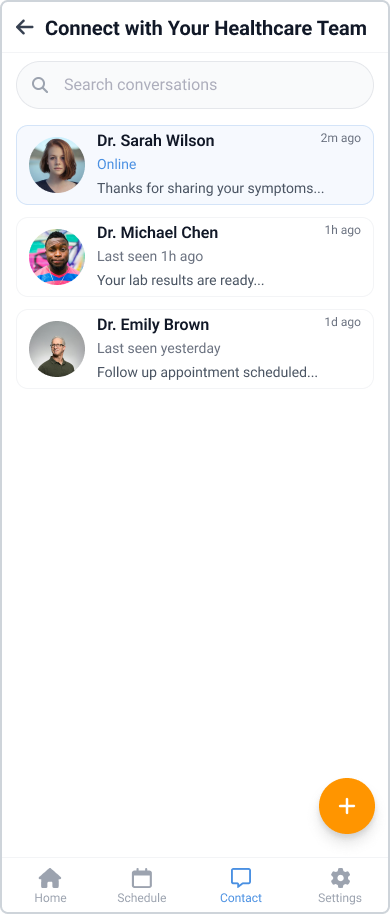 Connect with Your Healthcare Team
Search conversations
Dr. Sarah Wilson
2m ago
Online
Thanks for sharing your symptoms...
Dr. Michael Chen
1h ago
Last seen 1h ago
Your lab results are ready...
Dr. Emily Brown
1d ago
Last seen yesterday
Follow up appointment scheduled...
Home
Schedule
Contact
Settings